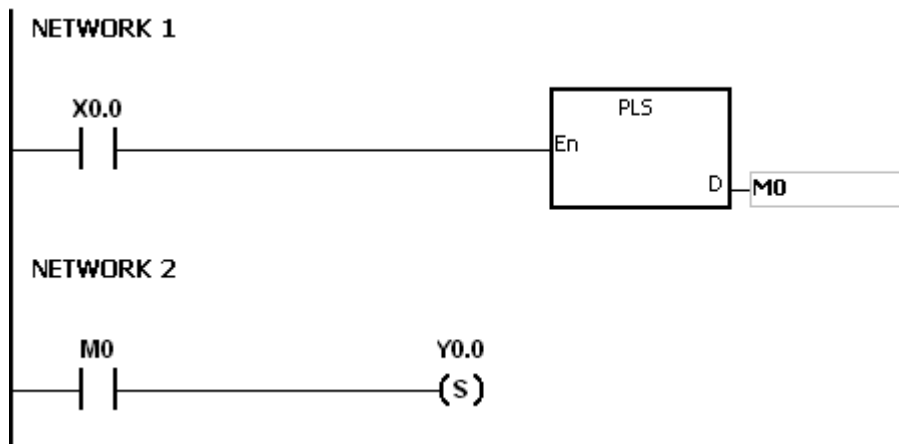 NETWORK 1
X0.0
PLS
En
D
M0
NETWORK 2
M0
Y0.0
(S)